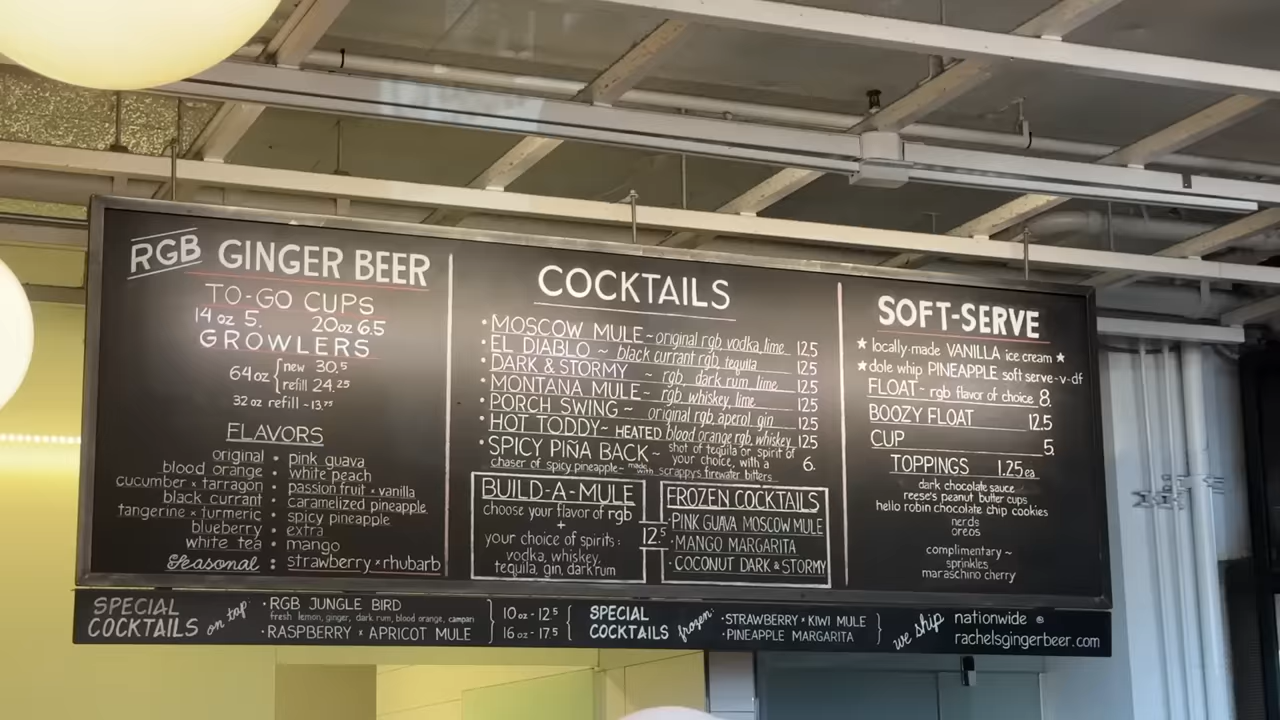 RGB GINGER BEER
TO-GO CUPS
14 oz 5. 20oz 6.5
GROWLERS
64oz { new 30.5
refill 24.25
32 oz refill - 13.75
FLAVORS
original • pink guava
blood orange • white peach
cucumber x tarragon • passion fruit x vanilla
black currant • caramelized pineapple
tangerine x turmeric • spicy pineapple
blueberry • extra
white tea • mango
Seasonal : strawberry x rhubarb
COCKTAILS
• MOSCOW MULE ~ original rgb, vodka, lime 12.5
• EL DIABLO ~ black currant rgb, tequila 12.5
• DARK & STORMY ~ rgb, dark rum, lime 12.5
• MONTANA MULE ~ rgb, whiskey, lime 12.5
• PORCH SWING ~ original rgb, aperol, gin 12.5
• HOT TODDY ~ HEATED blood orange rgb, whiskey 12.5
• SPICY PIÑA BACK ~ shot of tequila or spirit of
your choice, with a 6.
chaser of spicy pineapple ~ made with scrappy's firewater bitters
BUILD-A-MULE
choose your flavor of rgb
+
your choice of spirits:
vodka, whiskey,
tequila, gin, dark rum
12.5
FROZEN COCKTAILS
• PINK GUAVA MOSCOW MULE
• MANGO MARGARITA
• COCONUT DARK & STORMY
SOFT-SERVE
★ locally-made VANILLA ice cream ★
★ dole whip PINEAPPLE soft serve-v-df
FLOAT - rgb flavor of choice 8.
BOOZY FLOAT 12.5
CUP 5.
TOPPINGS 1.25 ea
dark chocolate sauce
reese's peanut butter cups
hello robin chocolate chip cookies
nerds
oreos
complimentary ~
sprinkles
maraschino cherry
SPECIAL COCKTAILS on tap
• RGB JUNGLE BIRD
fresh lemon, ginger, dark rum, blood orange, campari
• RASPBERRY x APRICOT MULE
10 oz - 12.5
16 oz - 17.5
SPECIAL COCKTAILS frozen:
• STRAWBERRY x KIWI MULE
• PINEAPPLE MARGARITA
we ship nationwide @
rachelsgingerbeer.com